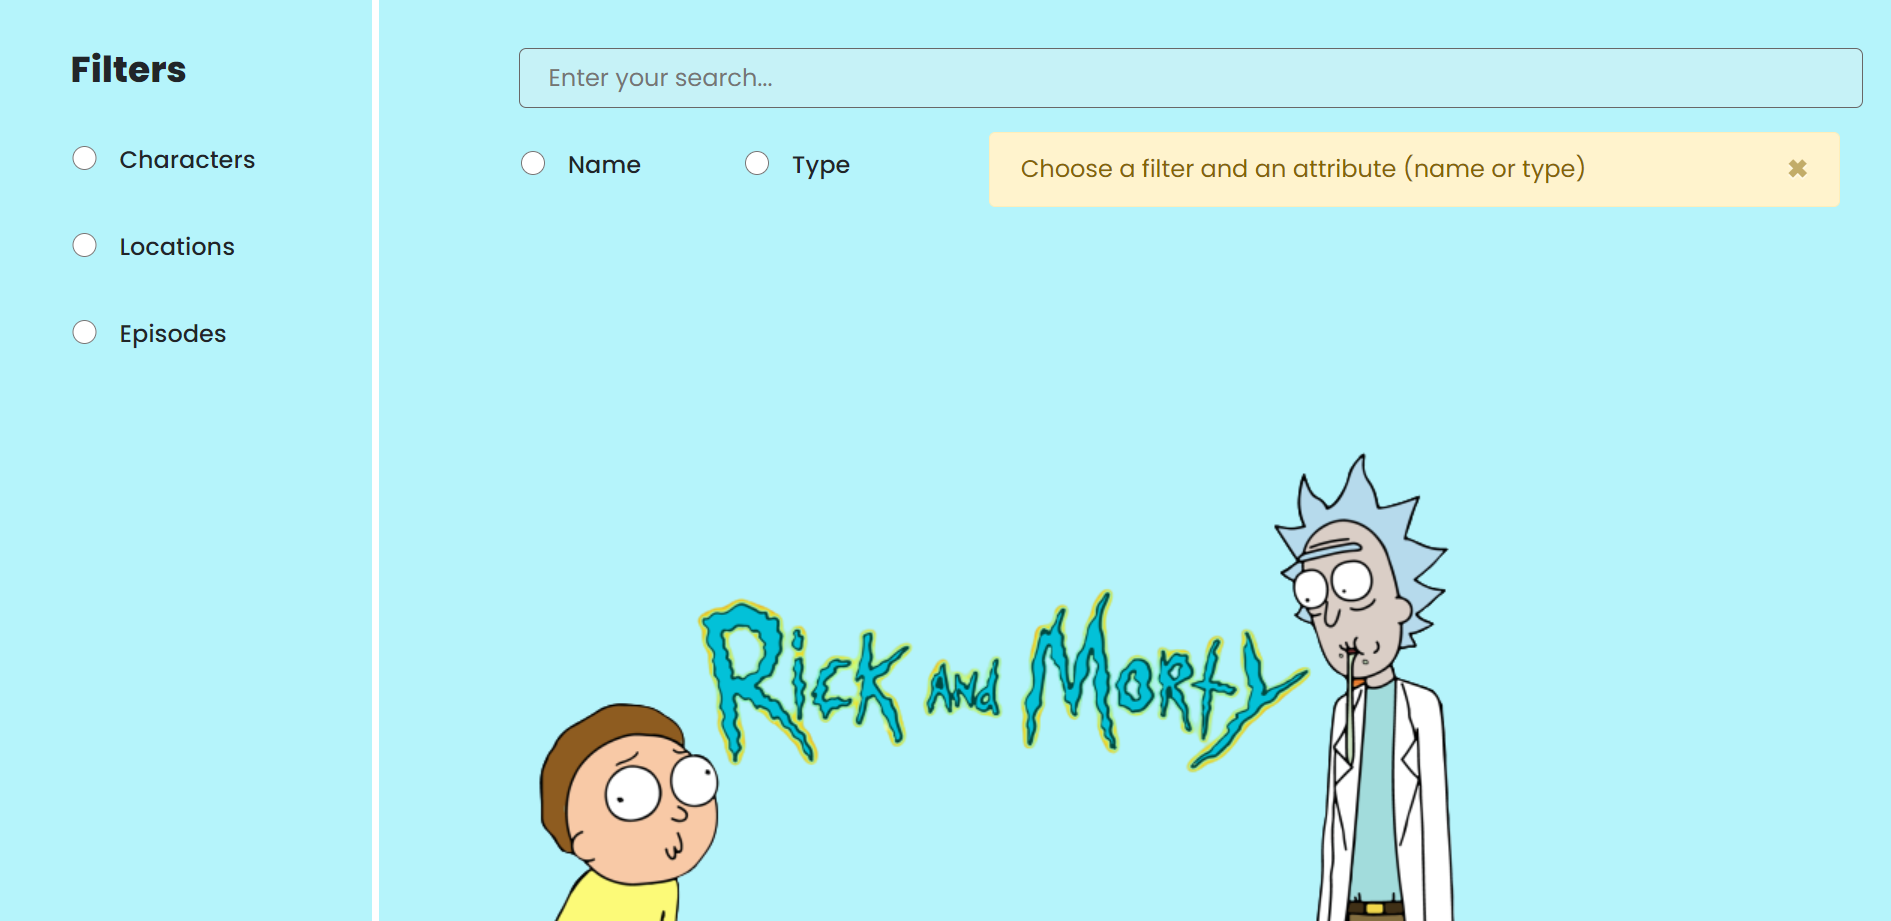 Filters
Characters
Locations
Episodes
Enter your search...
Name
Type
Choose a filter and an attribute (name or type)
✖
Rick and Morty